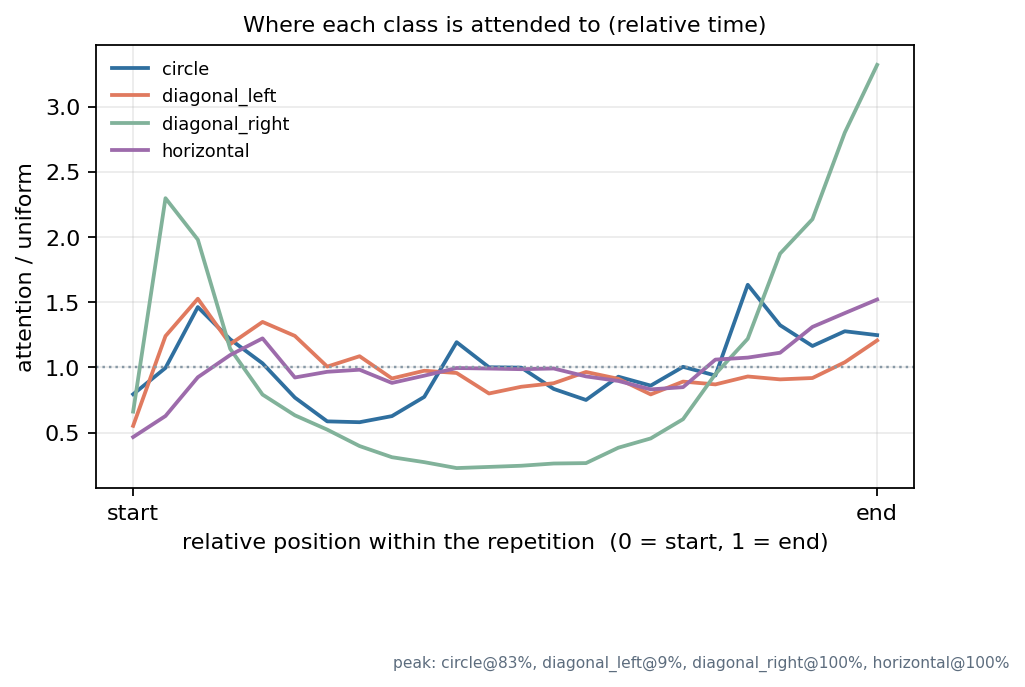 Where each class is attended to (relative time)
circle
diagonal_left
diagonal_right
horizontal
attention / uniform
3.0
2.5
2.0
1.5
1.0
0.5
start
end
relative position within the repetition  (0 = start, 1 = end)
peak: circle@83%, diagonal_left@9%, diagonal_right@100%, horizontal@100%